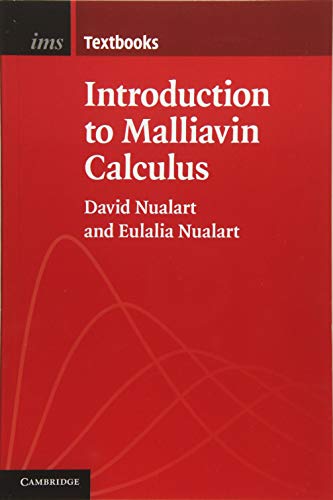 ims Textbooks
Introduction
to Malliavin
Calculus
David Nualart
and Eulalia Nualart
CAMBRIDGE